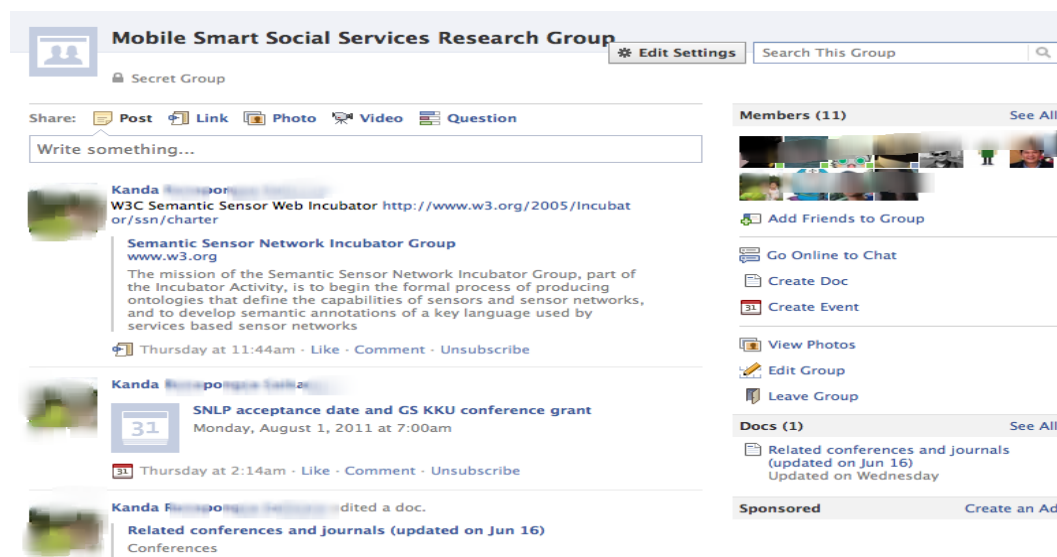 Mobile Smart Social Services Research Group
Edit Settings
Search This Group
Secret Group
Share: Post Link Photo Video Question
Write something...
Kanda
W3C Semantic Sensor Web Incubator http://www.w3.org/2005/Incubat
or/ssn/charter
Semantic Sensor Network Incubator Group
www.w3.org
The mission of the Semantic Sensor Network Incubator Group, part of
the Incubator Activity, is to begin the formal process of producing
ontologies that define the capabilities of sensors and sensor networks,
and to develop semantic annotations of a key language used by
services based sensor networks
Thursday at 11:44am · Like · Comment · Unsubscribe
Kanda
31
SNLP acceptance date and GS KKU conference grant
Monday, August 1, 2011 at 7:00am
31 Thursday at 2:14am · Like · Comment · Unsubscribe
Kanda dited a doc.
Related conferences and journals (updated on Jun 16)
Conferences
Members (11) See All
Add Friends to Group
Go Online to Chat
Create Doc
31 Create Event
View Photos
Edit Group
Leave Group
Docs (1) See All
Related conferences and journals
(updated on Jun 16)
Updated on Wednesday
Sponsored Create an Ad